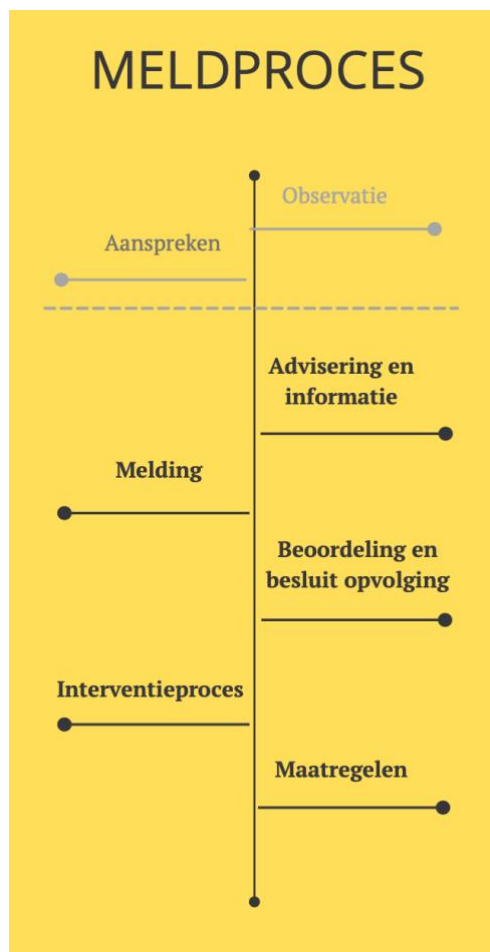 MELDPROCES
Observatie
Aanspreken
Advisering en
informatie
Melding
Beoordeling en
besluit opvolging
Interventieproces
Maatregelen